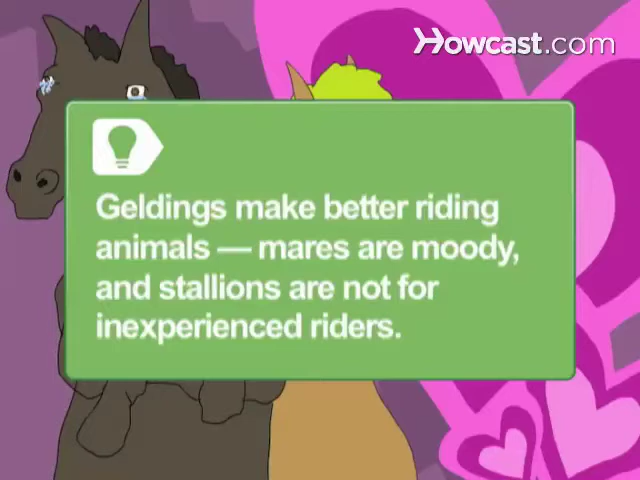 Howcast.com
Geldings make better riding
animals — mares are moody,
and stallions are not for
inexperienced riders.